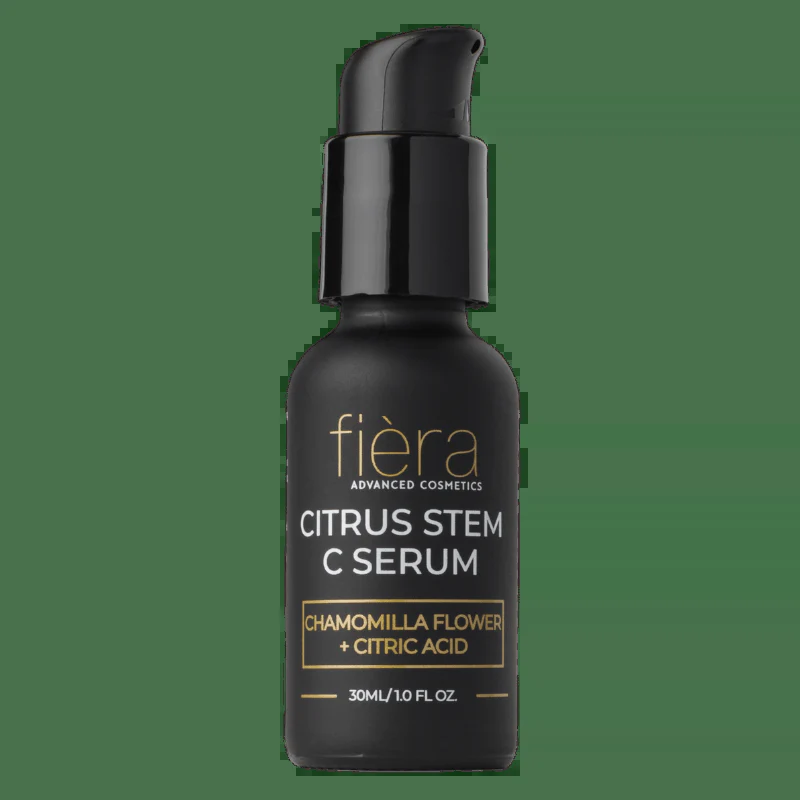 fièra
ADVANCED COSMETICS
CITRUS STEM
C SERUM
CHAMOMILLA FLOWER
+ CITRIC ACID
30ML/1.0 FL OZ.